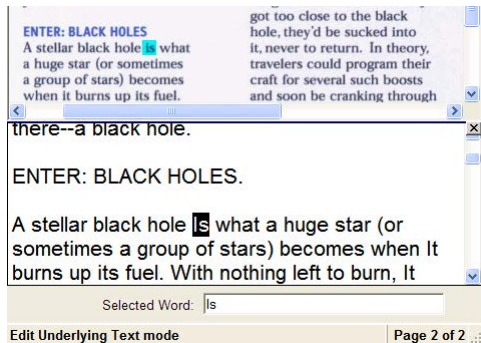 got too close to the black
ENTER: BLACK HOLES
hole, they'd be sucked into
A stellar black hole is what
it, never to return. In theory,
a huge star (or sometimes
travelers could program their
a group of stars) becomes
craft for several such boosts
when it burns up its fuel.
and soon be cranking through
there--a black hole.
ENTER: BLACK HOLES.
A stellar black hole Is what a huge star (or
sometimes a group of stars) becomes when It
burns up its fuel. With nothing left to burn, It
Selected Word: Is
Edit Underlying Text mode
Page 2 of 2